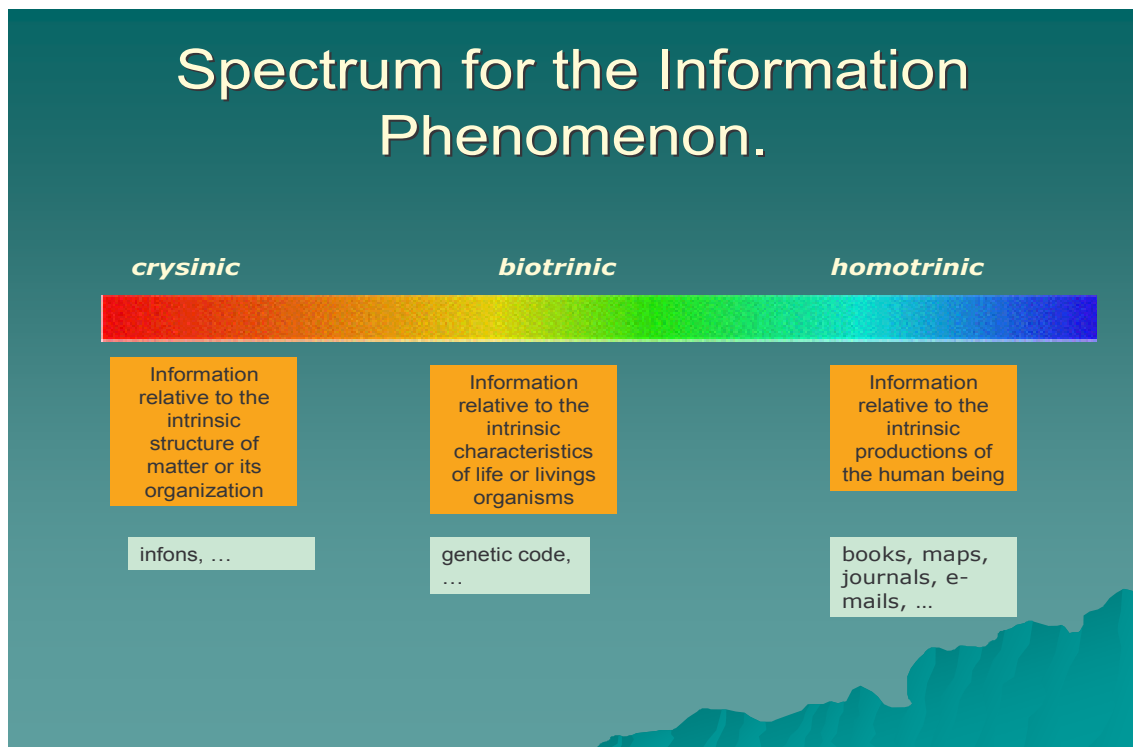 Spectrum for the Information
Phenomenon.
crysinic
biotrinic
homotrinic
Information
relative to the
intrinsic
structure of
matter or its
organization
Information
relative to the
intrinsic
characteristics
of life or livings
organisms
Information
relative to the
intrinsic
productions of
the human being
infons, …
genetic code,
…
books, maps,
journals, e-
mails, …